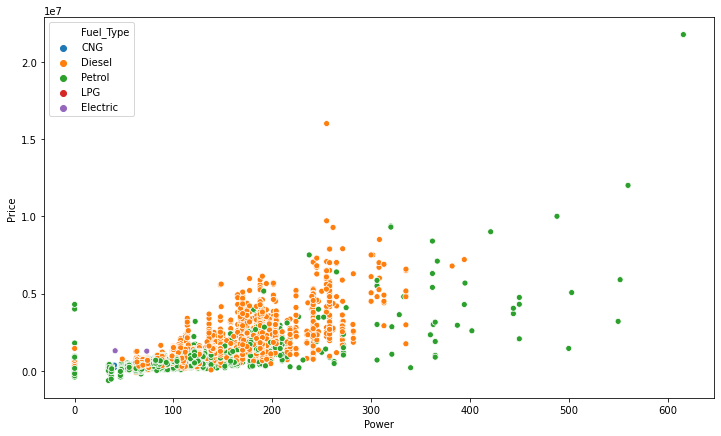 1e7
Fuel_Type
CNG
Diesel
Petrol
LPG
Electric
2.0
1.5
1.0
0.5
0.0
Price
0 100 200 300 400 500 600
Power